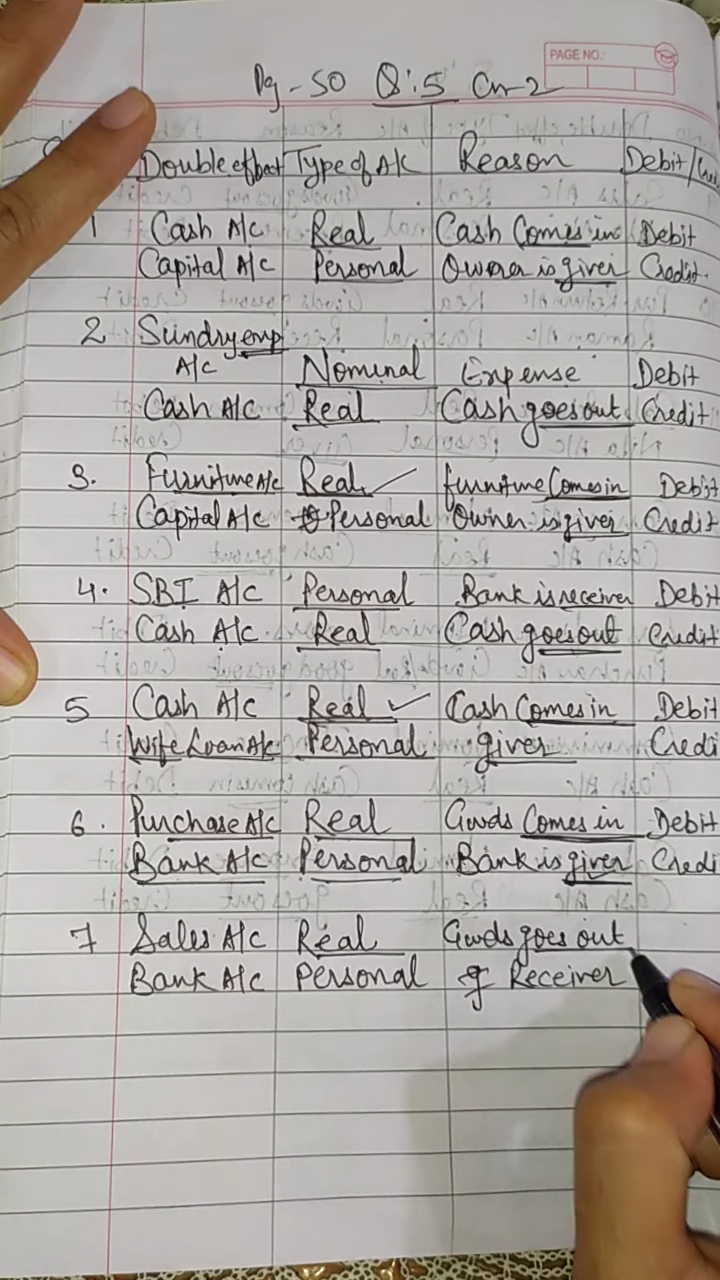 PAGE NO.:
Pg-50 Q:5 Ch-2
Double effect Type of A/c Reason Debit/
1 Cash A/c Real Cash Comes in Debit
Capital A/c Personal Owner is giver Credit.
2 Sundry exp
A/c Nominal Expense Debit
Cash A/c Real Cash goes out Credit
3. Furniture A/c Real furniture Comes in Debit
Capital A/c Personal Owner is giver Credit
4. SBI A/c Personal Bank is receiver Debit
Cash A/c Real Cash goes out Credit
5 Cash A/c Real Cash Comes in Debit
Wife Loan A/c Personal giver Credi
6. Purchase A/c Real Goods Comes in Debit
Bank A/c Personal Bank is giver Credi
7 Sales A/c Real Goods goes out
Bank A/c Personal Receiver